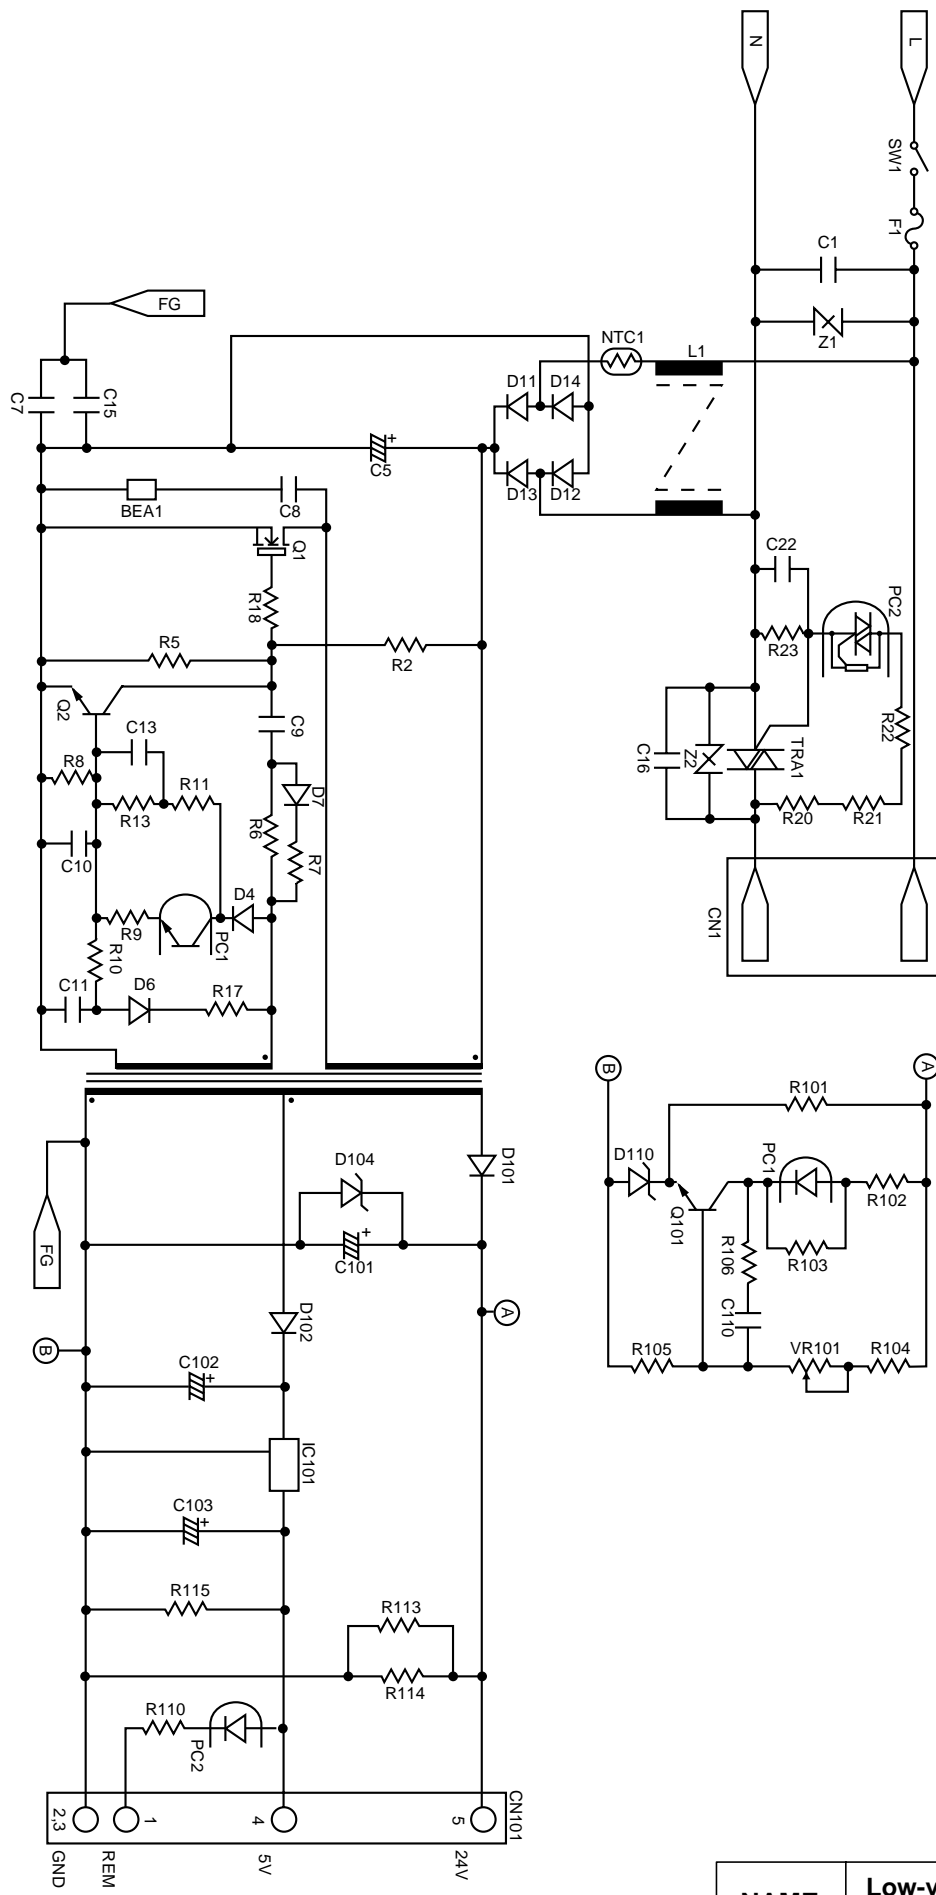 N
L
SW1
F1
C1
Z1
FG
NTC1
L1
D11
D14
C7
C15
C5
D13
D12
BEA1
C8
Q1
C22
PC2
R18
R5
R2
R23
Q2
C9
C13
R22
TRA1
Z2
C16
R8
R11
D7
R13
R6
R20
R21
C10
R7
D4
R9
PC1
CN1
R10
C11
D6
R17
B
A
R101
D104
D101
D110
PC1
R102
Q101
R103
R106
FG
C101
C110
A
D102
B
R105
VR101
R104
C102
IC101
C103
R115
R113
R114
R110
PC2
CN101
2,3
1
4
5
GND
REM
5V
24V
Low-v